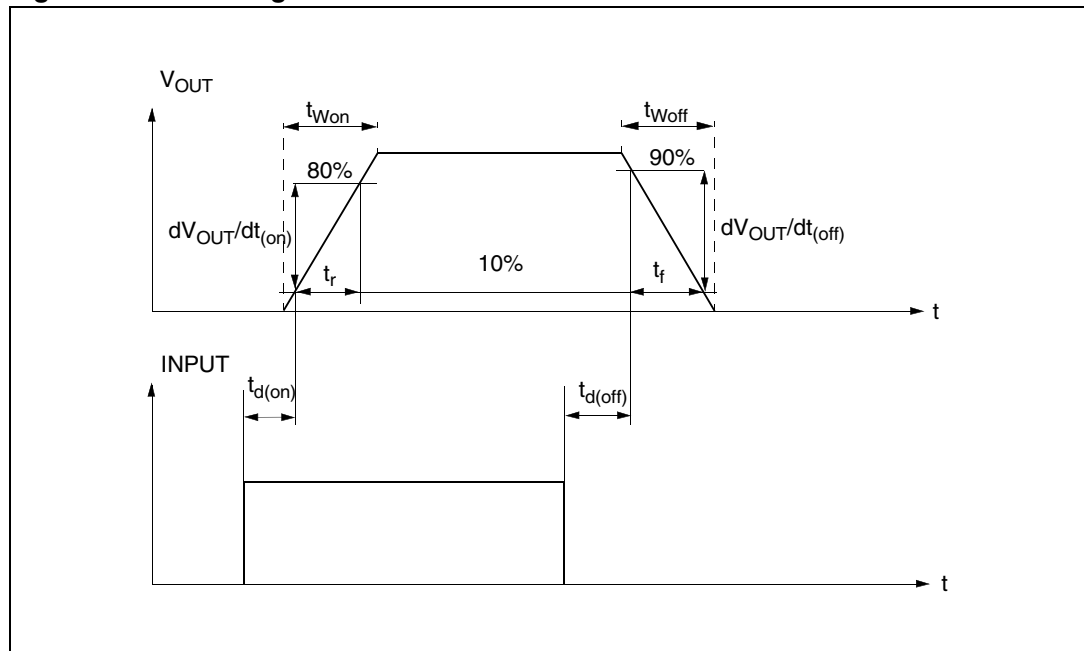 V_OUT
t_Won
t_Woff
80%
90%
dV_OUT/dt_(on)
dV_OUT/dt_(off)
t_r
10%
t_f
t
INPUT
t_d(on)
t_d(off)
t